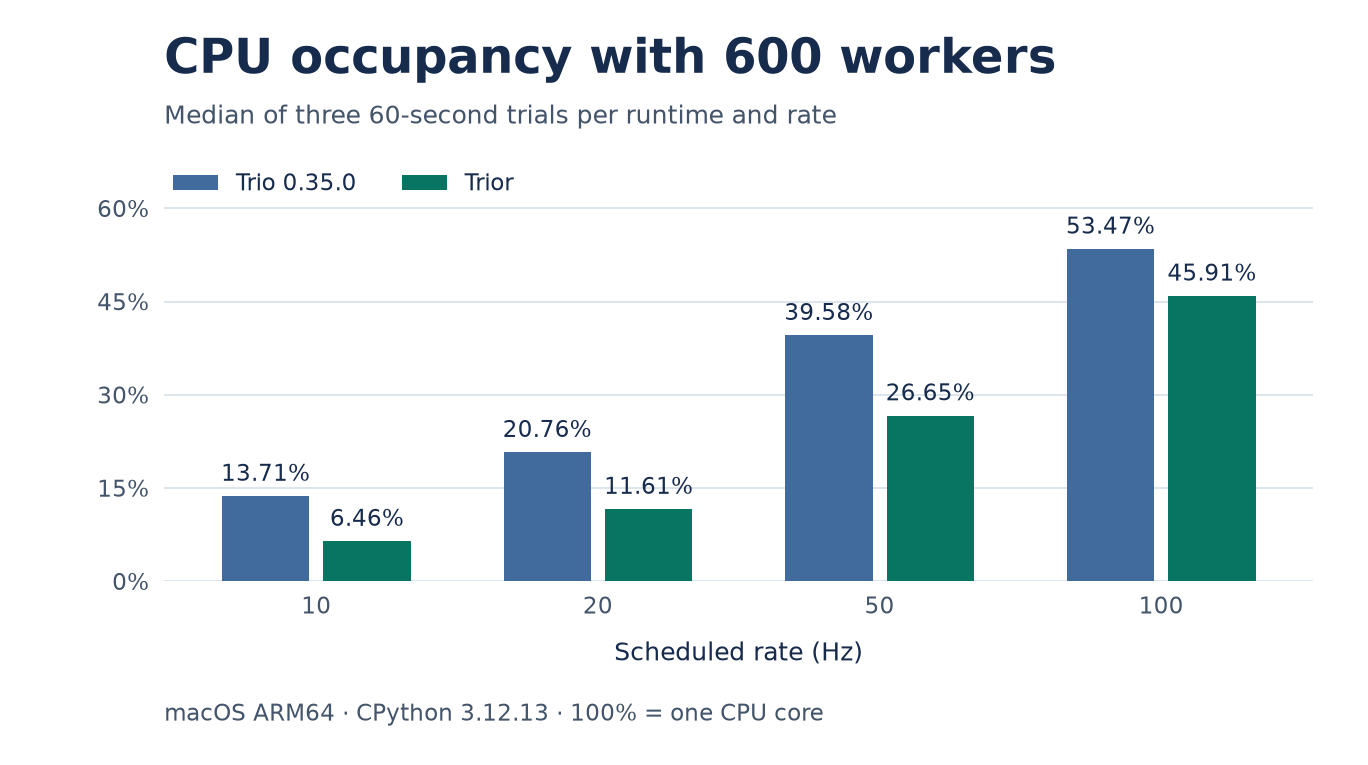 CPU occupancy with 600 workers
Median of three 60-second trials per runtime and rate
Trio 0.35.0 Trior
60%
53.47%
45.91%
45%
39.58%
30%
26.65%
20.76%
15%
13.71%
11.61%
6.46%
0%
10 20 50 100
Scheduled rate (Hz)
macOS ARM64 · CPython 3.12.13 · 100% = one CPU core